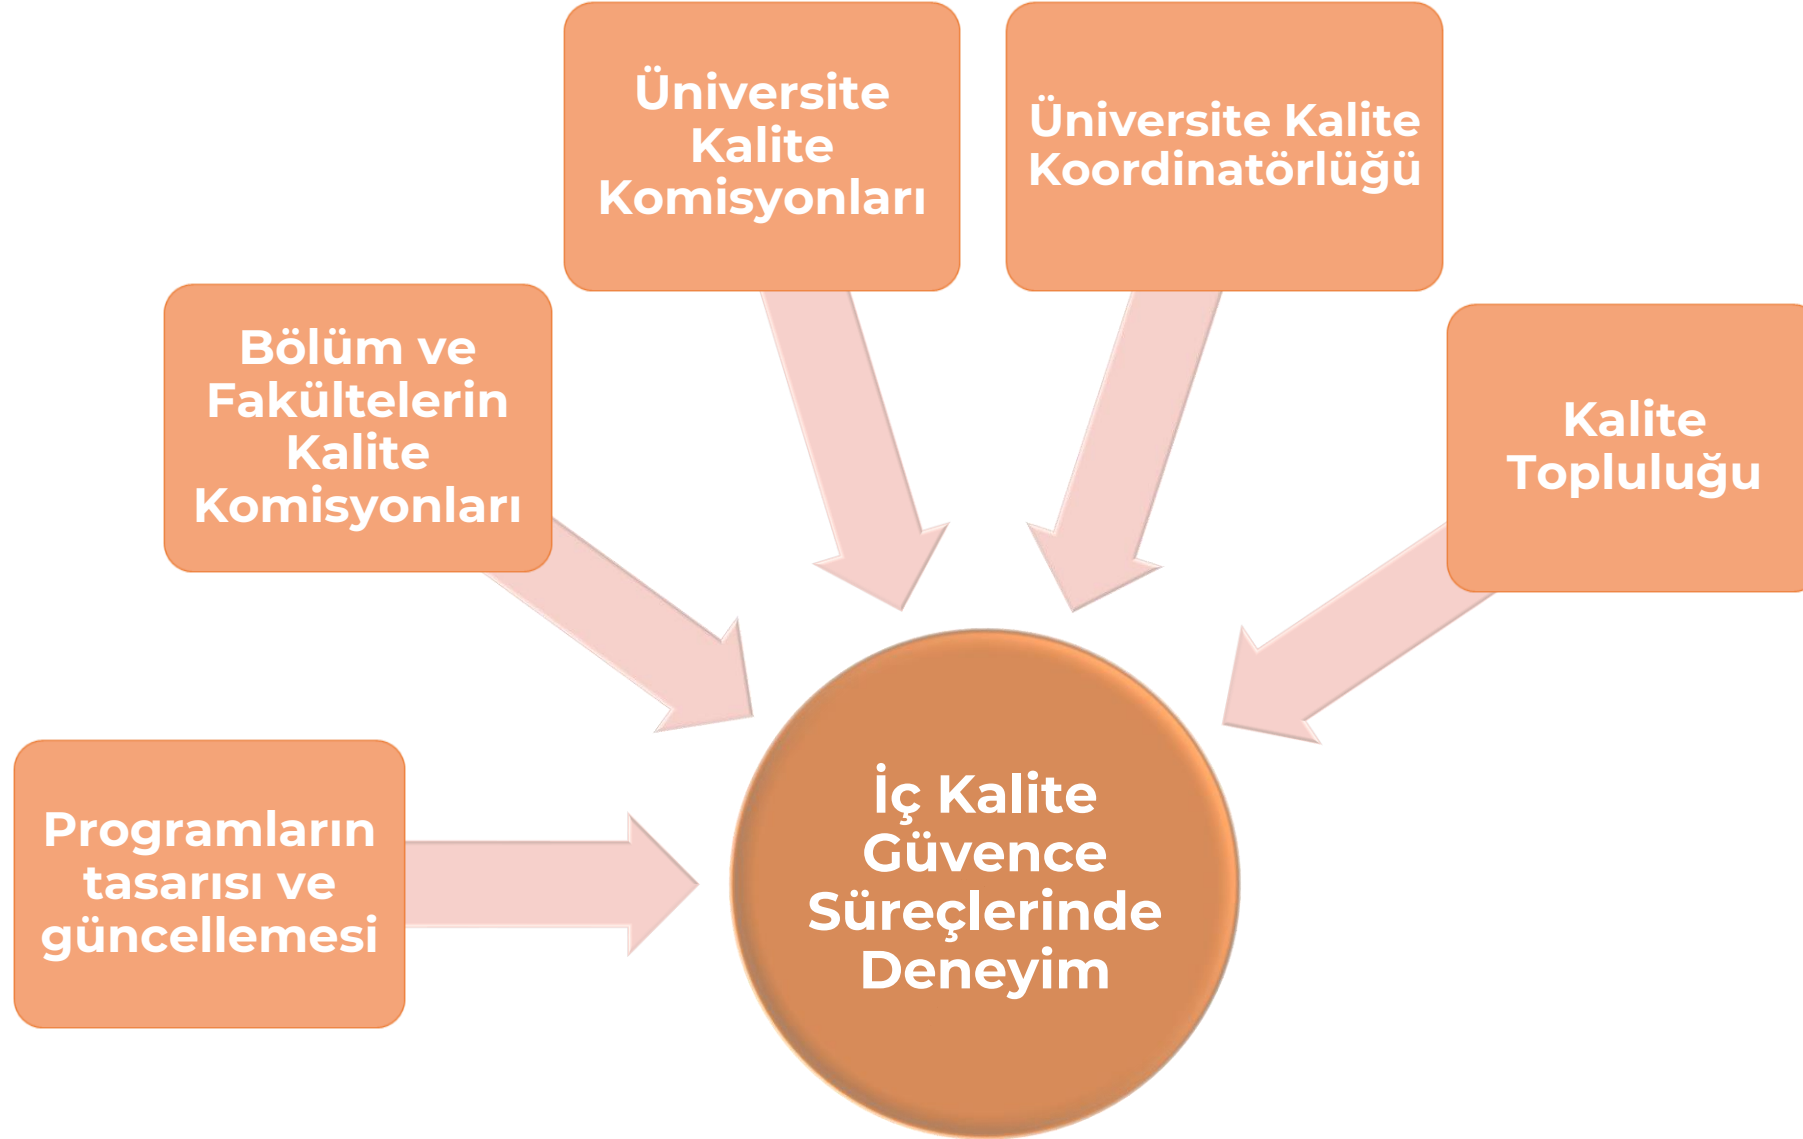 Üniversite
Kalite
Komisyonları
Üniversite Kalite
Koordinatörlüğü
Bölüm ve
Fakültelerin
Kalite
Komisyonları
Kalite
Topluluğu
Programların
tasarısı ve
güncellemesi
İç Kalite
Güvence
Süreçlerinde
Deneyim